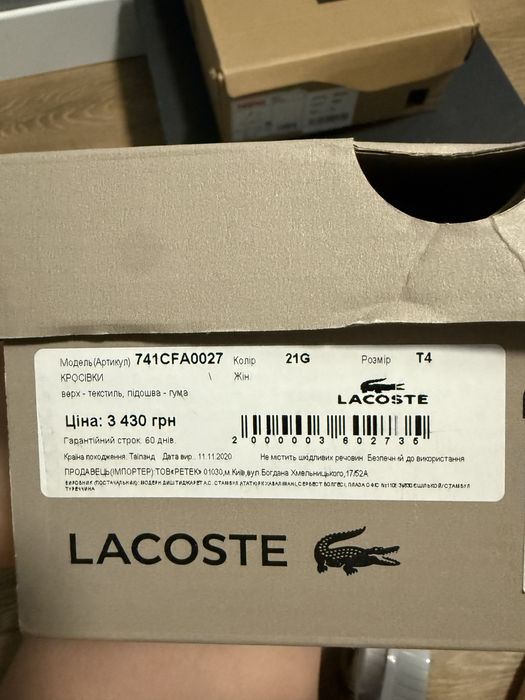 Модель(Артикул) 741CFA0027 Колір 21G Розмір T4
КРОСІВКИ \ Жін
верх - текстиль, підошва - гума
LACOSTE
Ціна: 3 430 грн
Гарантійний строк: 60 днів
2 000003 602735
Країна походження: Таїланд Дата вир.: 11.11.2020 Не містить шкідливих речовин. Безпечний до використання
ПРОДАВЕЦЬ(ІМПОРТЕР) ТОВ«РЕТЕК» 01030,м.Київ,вул.Богдана Хмельницького,17/52А
ТУРЕЧЧИНА
LACOSTE